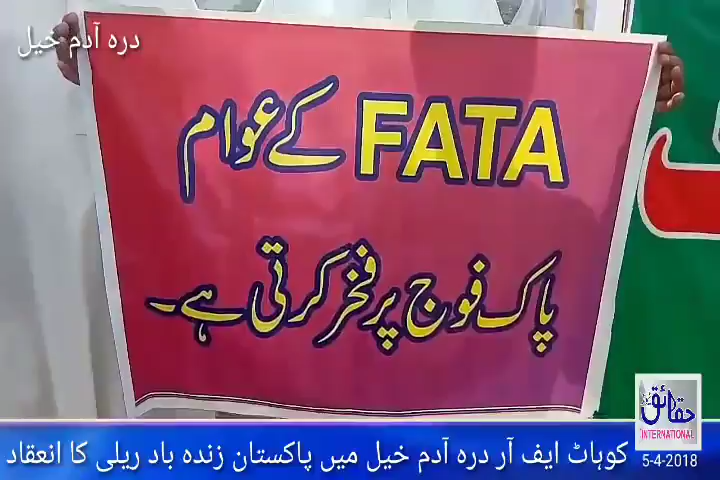 درہ آدم خیل
FATA کے عوام
پاک فوج پر فخر کرتی ہے۔
حقائق
INTERNATIONAL
5-4-2018
کوہاٹ ایف آر درہ آدم خیل میں پاکستان زندہ باد ریلی کا انعقاد